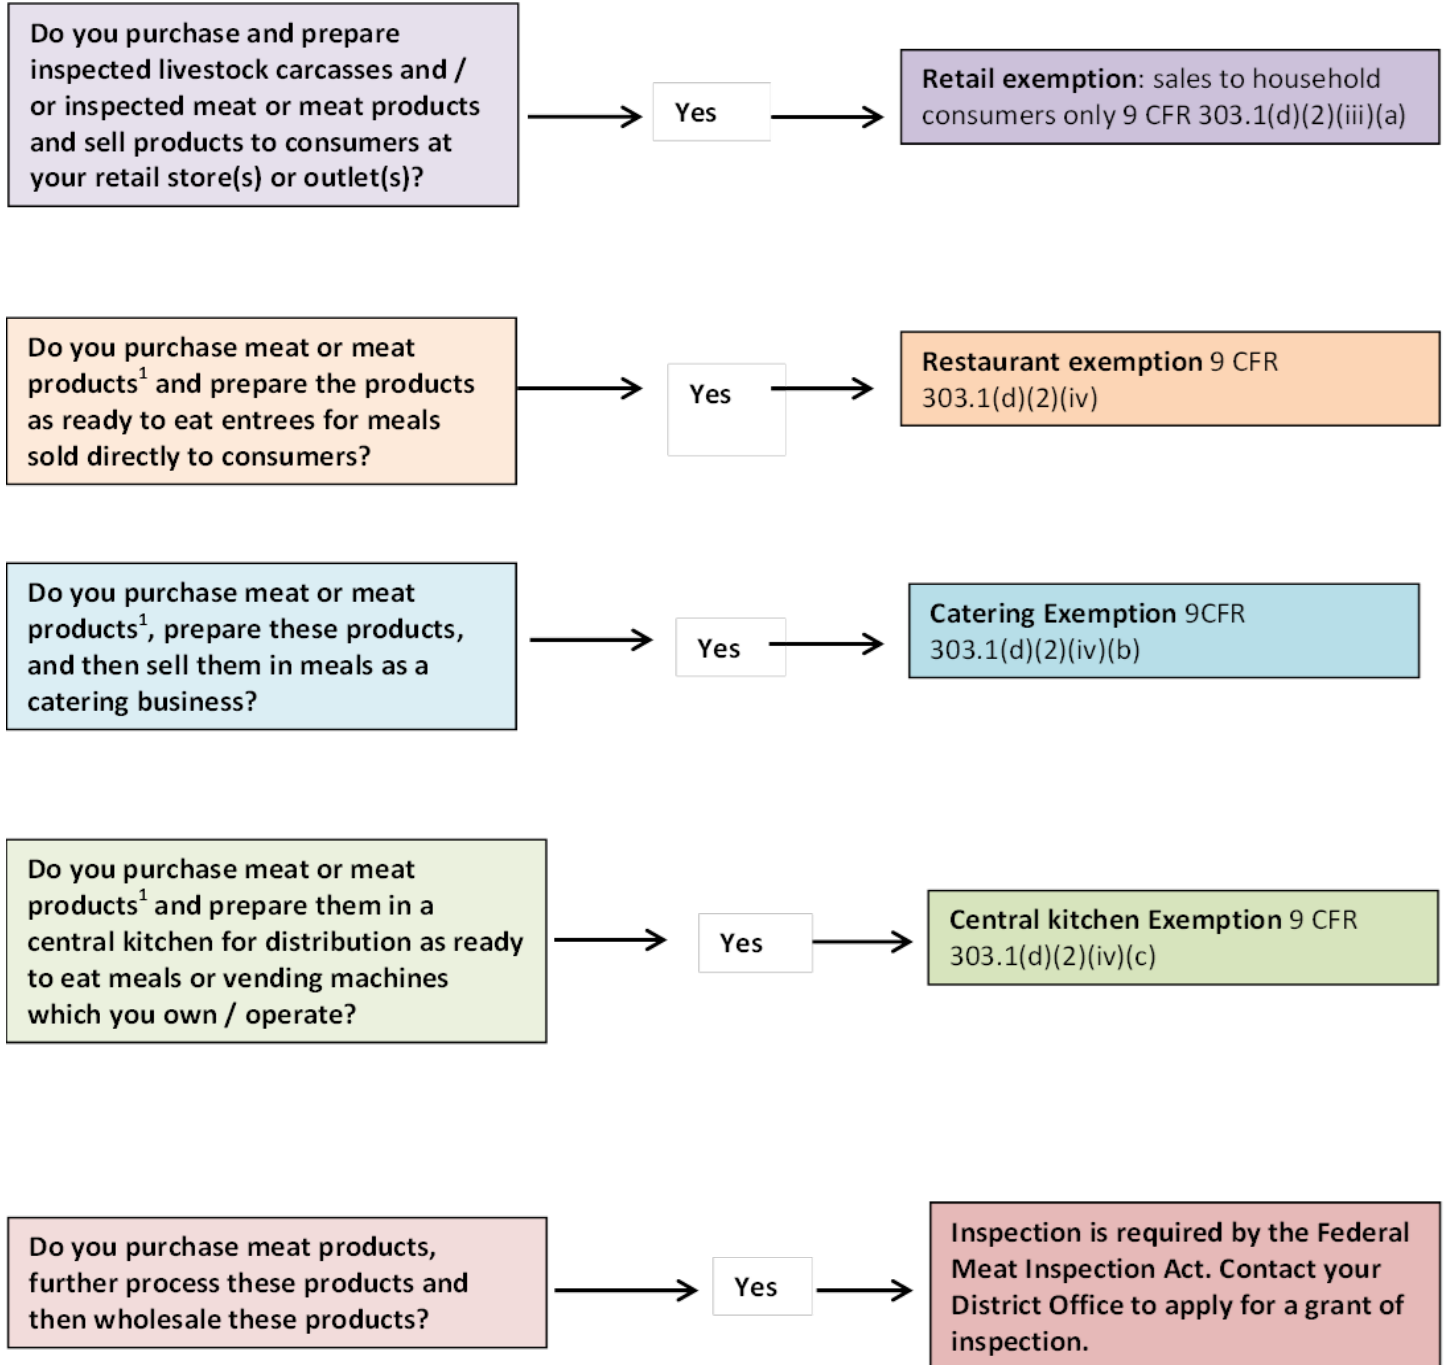 Do you purchase and prepare
inspected livestock carcasses and /
or inspected meat or meat products
and sell products to consumers at
your retail store(s) or outlet(s)?
Yes
Retail exemption: sales to household
consumers only 9 CFR 303.1(d)(2)(iii)(a)
Do you purchase meat or meat
products¹ and prepare the products
as ready to eat entrees for meals
sold directly to consumers?
Yes
Restaurant exemption 9 CFR
303.1(d)(2)(iv)
Do you purchase meat or meat
products¹, prepare these products,
and then sell them in meals as a
catering business?
Yes
Catering Exemption 9CFR
303.1(d)(2)(iv)(b)
Do you purchase meat or meat
products¹ and prepare them in a
central kitchen for distribution as ready
to eat meals or vending machines
which you own / operate?
Yes
Central kitchen Exemption 9 CFR
303.1(d)(2)(iv)(c)
Do you purchase meat products,
further process these products and
then wholesale these products?
Yes
Inspection is required by the Federal
Meat Inspection Act. Contact your
District Office to apply for a grant of
inspection.